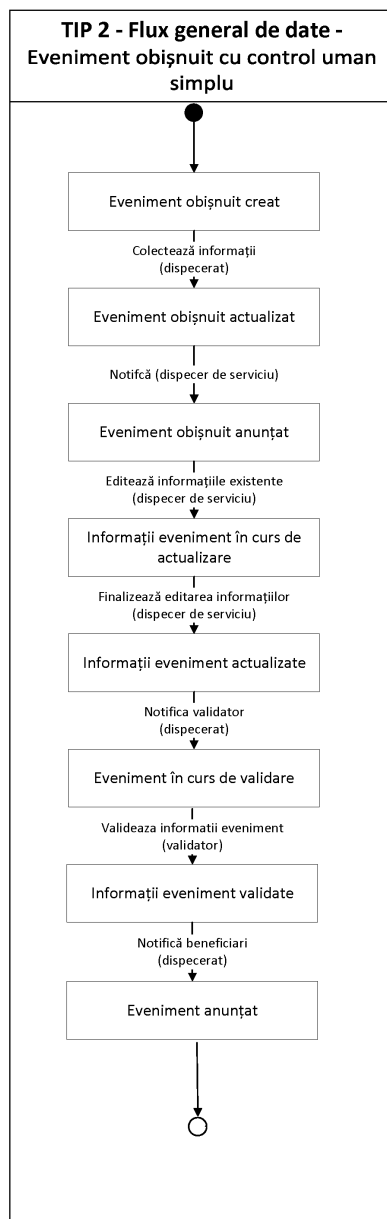 TIP 2 - Flux general de date -
Eveniment obișnuit cu control uman
simplu
Eveniment obișnuit creat
Colectează informații
(dispecerat)
Eveniment obișnuit actualizat
Notifcă (dispecer de serviciu)
Eveniment obișnuit anunțat
Editează informațiile existente
(dispecer de serviciu)
Informații eveniment în curs de
actualizare
Finalizează editarea informațiilor
(dispecer de serviciu)
Informații eveniment actualizate
Notifica validator
(dispecerat)
Eveniment în curs de validare
Valideaza informatii eveniment
(validator)
Informații eveniment validate
Notifică beneficiari
(dispecerat)
Eveniment anunțat